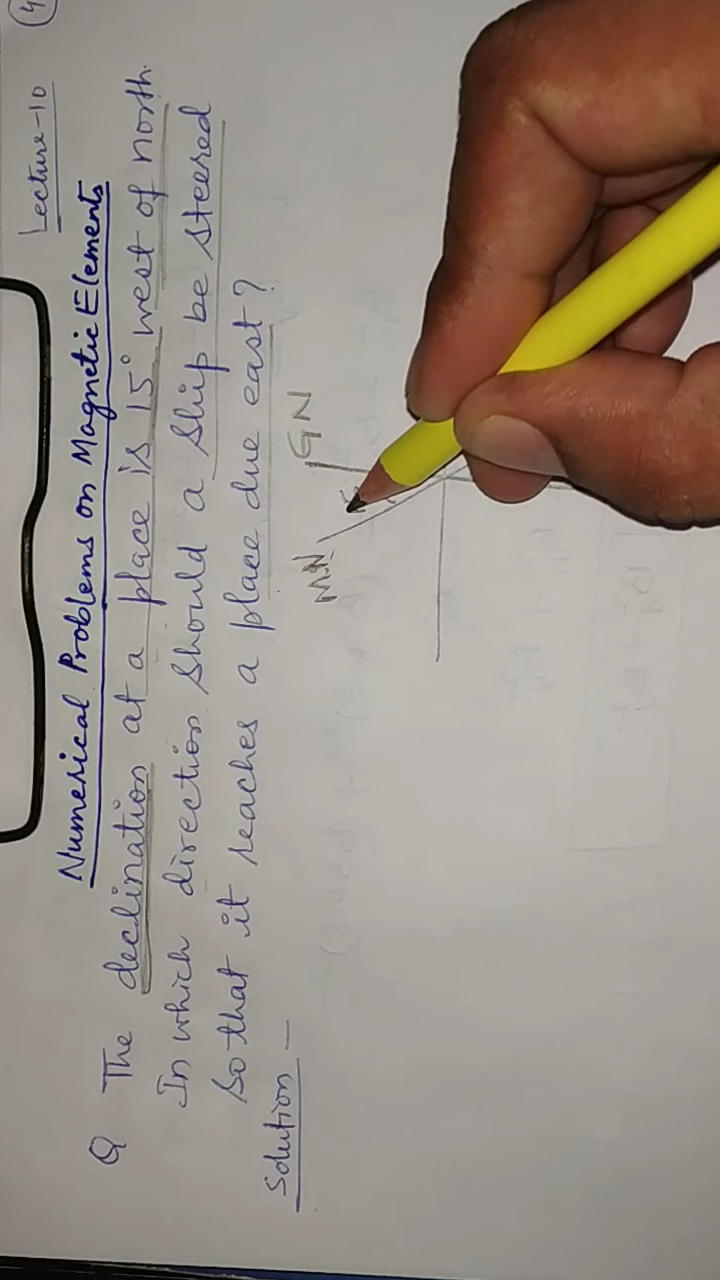 Lecture-10
Numerical Problems on Magnetic Elements
Q The declination at a place is 15° west of north.
In which direction should a ship be steered
so that it reaches a place due east?
Solution -
GN
M.N